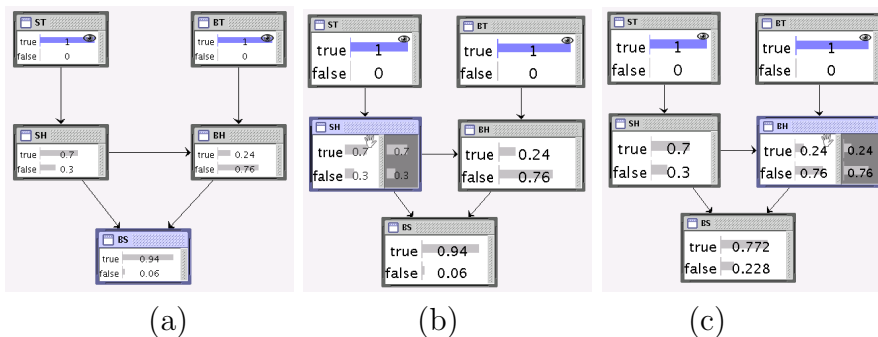 ST
true 1
false 0
BT
true 1
false 0
SH
true 0.7
false 0.3
BH
true 0.24
false 0.76
BS
true 0.94
false 0.06
(a)
ST
true 1
false 0
BT
true 1
false 0
SH
true 0.7 0.7
false 0.3 0.3
BH
true 0.24
false 0.76
BS
true 0.94
false 0.06
(b)
ST
true 1
false 0
BT
true 1
false 0
SH
true 0.7
false 0.3
BH
true 0.24 0.24
false 0.76 0.76
BS
true 0.772
false 0.228
(c)